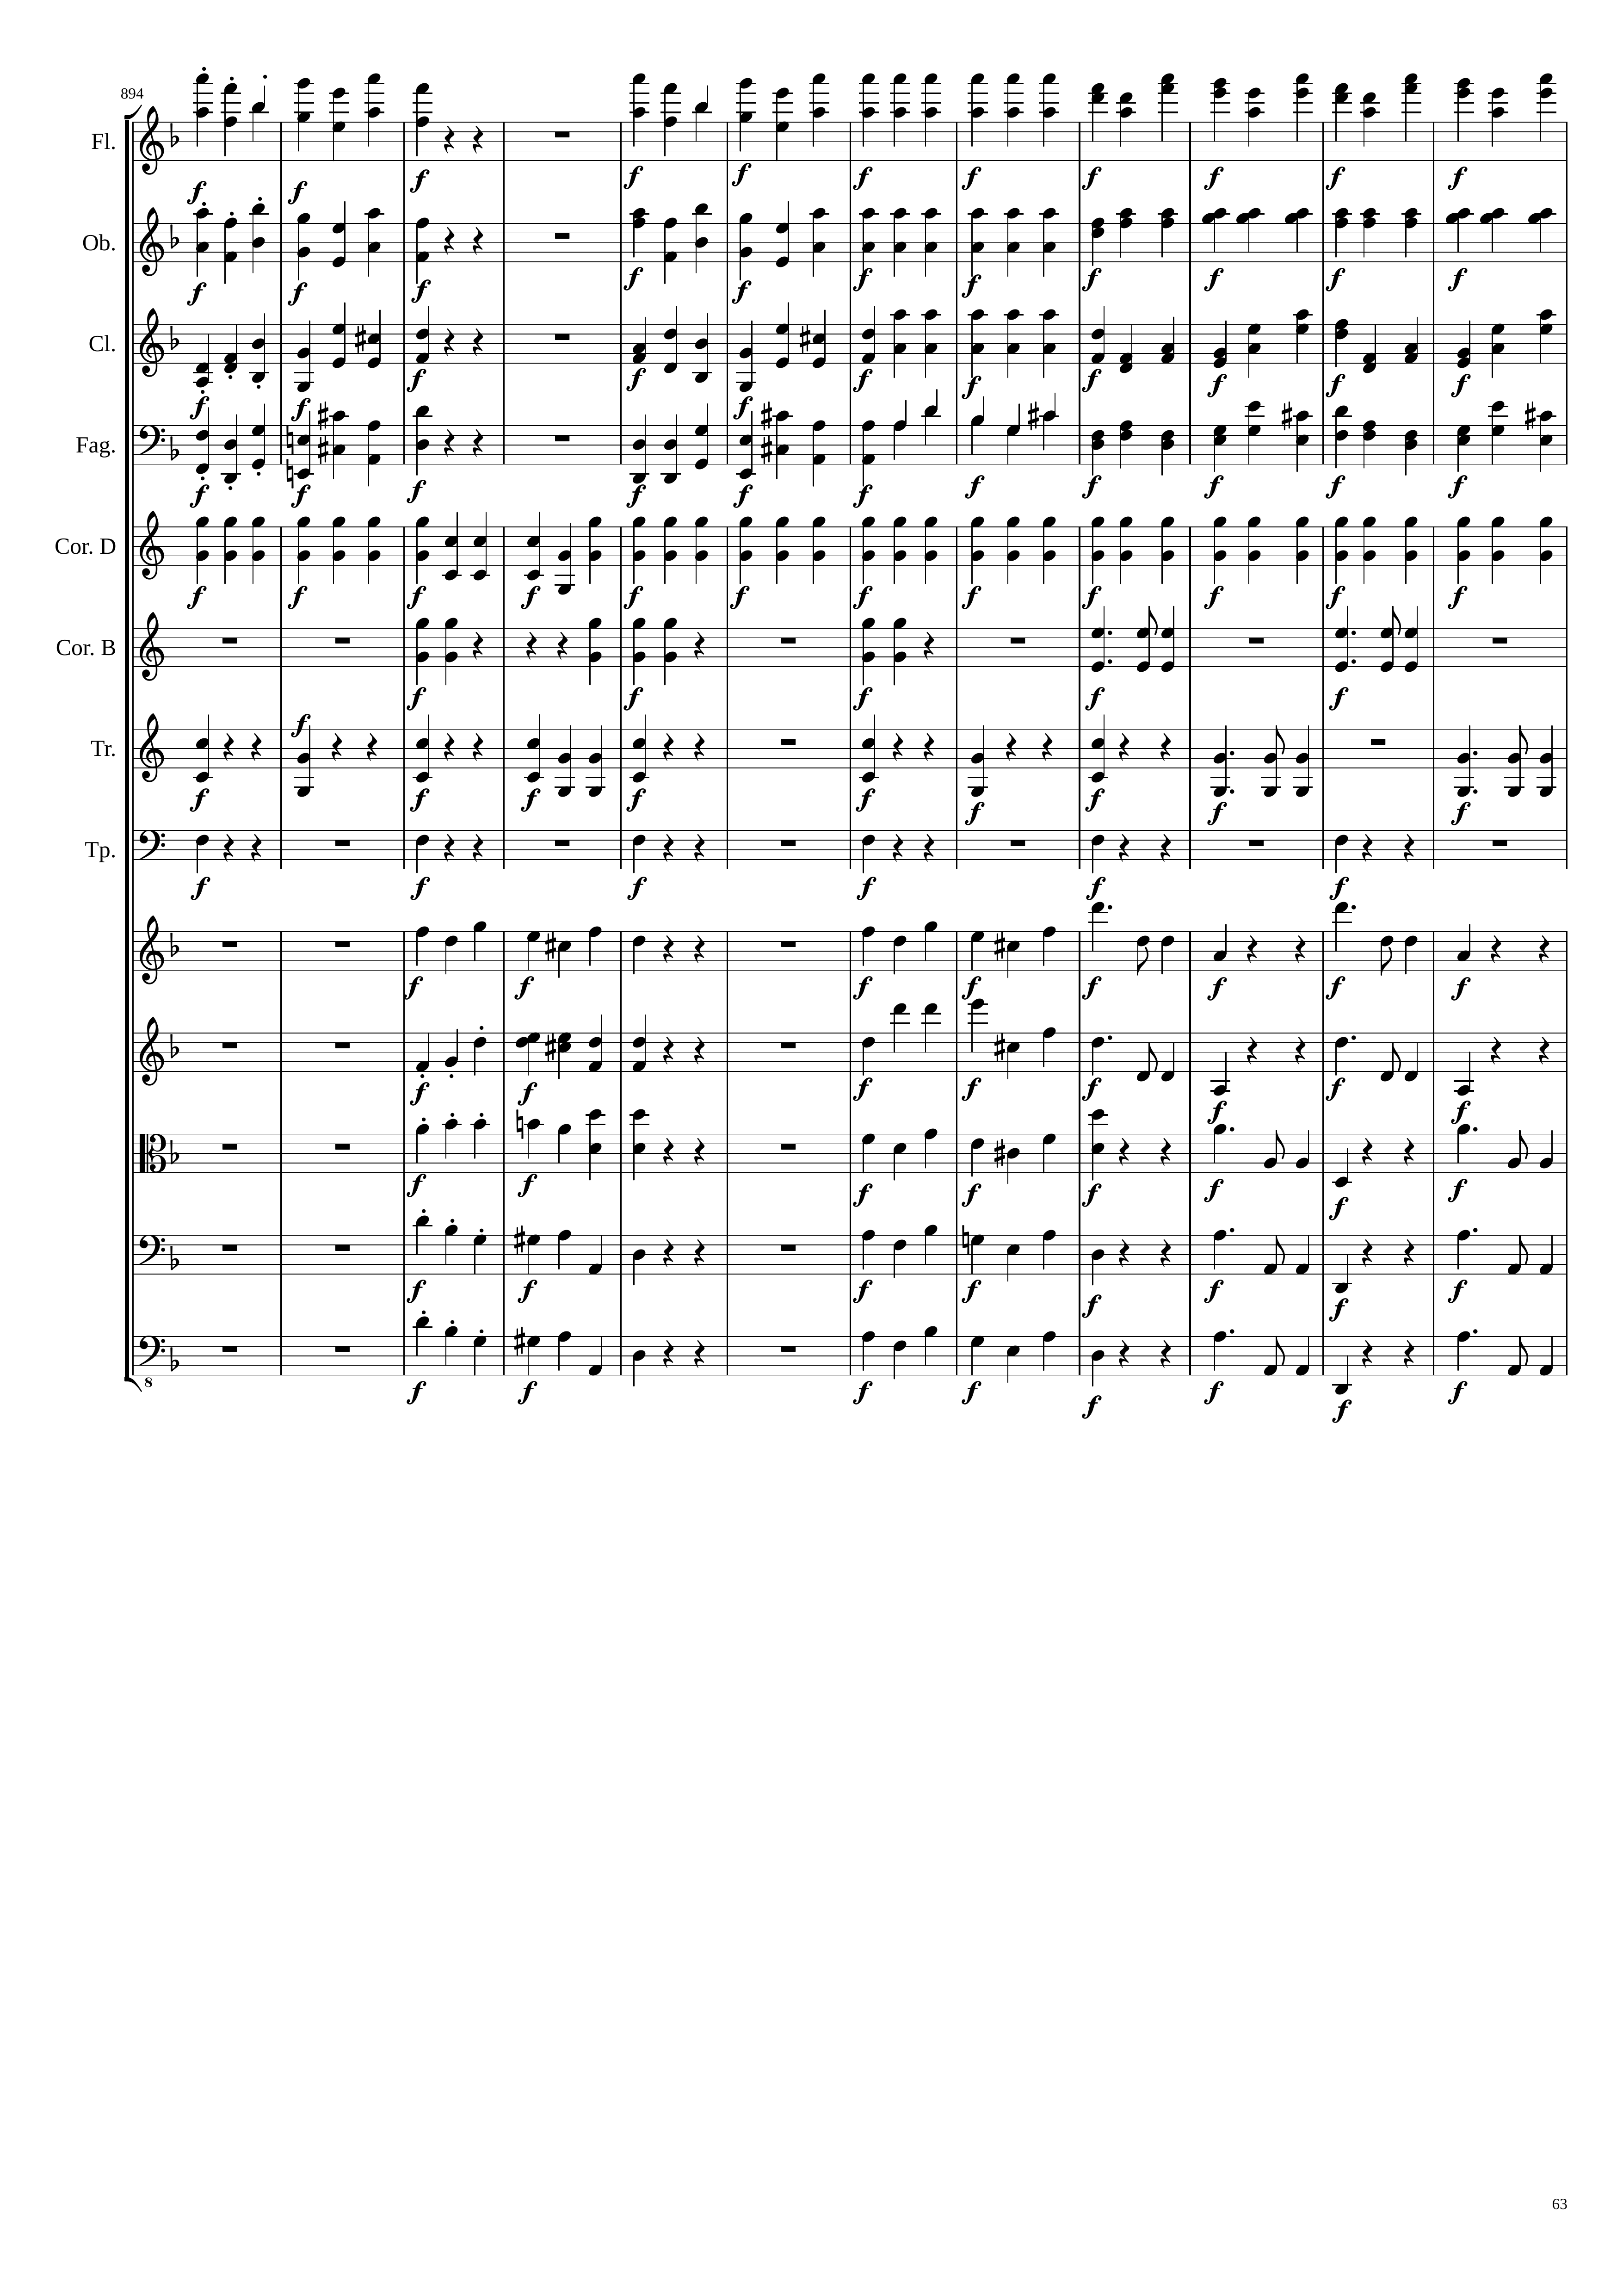 894
Fl.
f f f f f f f f f f f
Ob.
f f f f f f f f f f f
Cl.
f f f f f f f f f f f
Fag.
f f f f f f f f f f f
Cor. D
f f f f f f f f f f f f
Cor. B
f f f f f
f
Tr.
f f f f f f f f f
Tp.
f f f f f f
f f f f f f f f
f f f f f f f f
f f f f f f f f
f f f f f f f f
8
f f f f f f f f
63